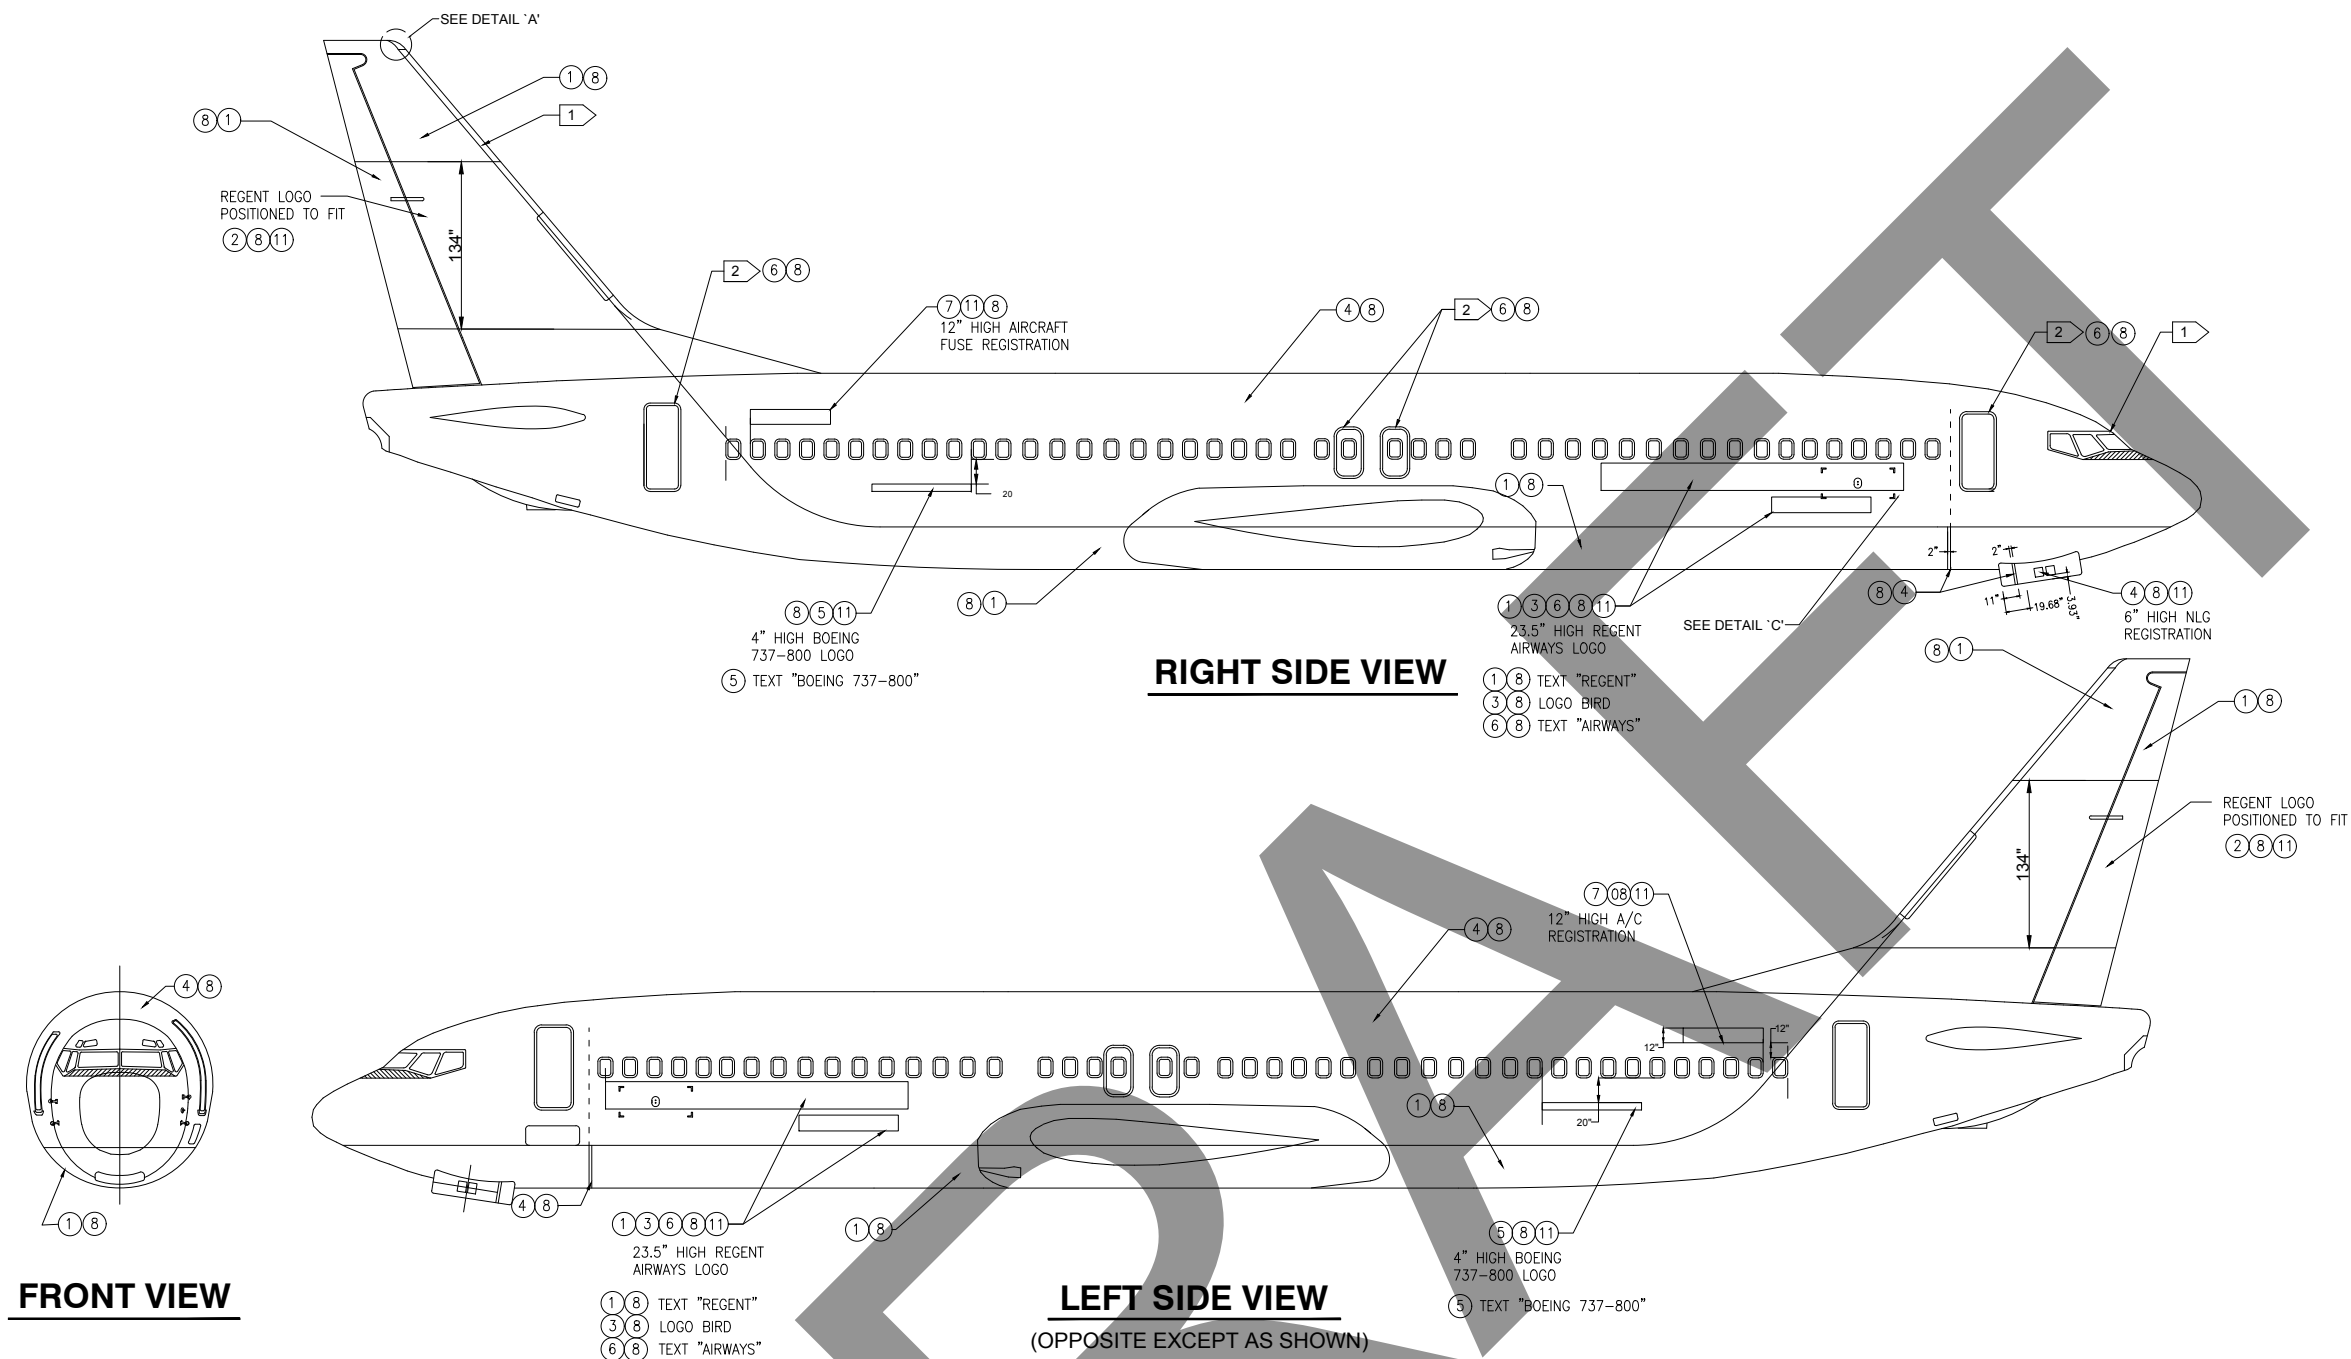 SEE DETAIL `A'
1 8
1
8 1
REGENT LOGO
POSITIONED TO FIT
2 8 11
134"
2 6 8
7 11 8
12" HIGH AIRCRAFT
FUSE REGISTRATION
4 8
2 6 8
2 6 8
1
20
1 8
8 5 11
4" HIGH BOEING
737-800 LOGO
5 TEXT "BOEING 737-800"
8 1
1 3 6 8 11
23.5" HIGH REGENT
AIRWAYS LOGO
1 8 TEXT "REGENT"
3 8 LOGO BIRD
6 8 TEXT "AIRWAYS"
SEE DETAIL `C'
2"
2"
8 4
11"
19.68"
3.93"
4 8 11
6" HIGH NLG
REGISTRATION
RIGHT SIDE VIEW
8 1
1 8
REGENT LOGO
POSITIONED TO FIT
2 8 11
134"
7 08 11
12" HIGH A/C
REGISTRATION
4 8
12"
12"
1 8
20"
4 8
1 8
FRONT VIEW
4 8
1 3 6 8 11
23.5" HIGH REGENT
AIRWAYS LOGO
1 8 TEXT "REGENT"
3 8 LOGO BIRD
6 8 TEXT "AIRWAYS"
1 8
5 8 11
4" HIGH BOEING
737-800 LOGO
5 TEXT "BOEING 737-800"
LEFT SIDE VIEW
(OPPOSITE EXCEPT AS SHOWN)
DRAFT